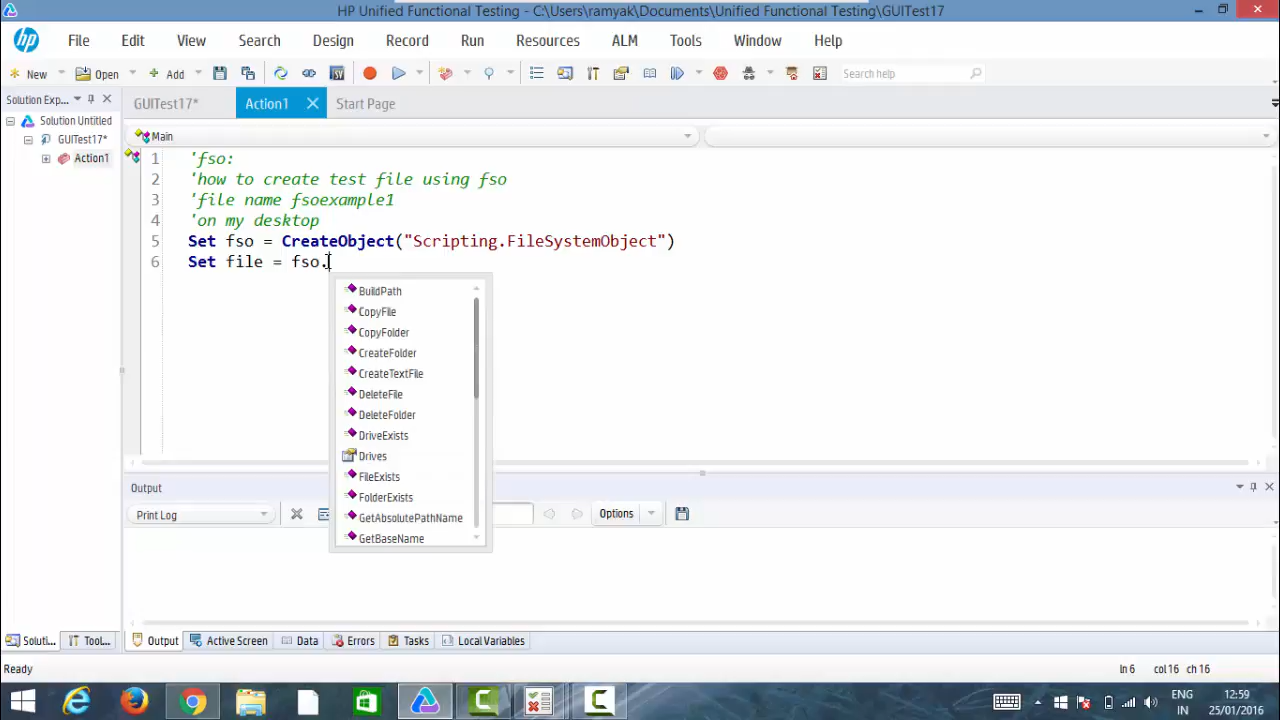 HP Unified Functional Testing - C:\Users\ramyak\Documents\Unified Functional Testing\GUITest17
hp File Edit View Search Design Record Run Resources ALM Tools Window Help
New Open Add Search help
Solution Exp... GUITest17* Action1 Start Page
Solution Untitled
GUITest17*
Action1
Main
1 'fso:
2 'how to create test file using fso
3 'file name fsoexample1
4 'on my desktop
5 Set fso = CreateObject("Scripting.FileSystemObject")
6 Set file = fso.
BuildPath
CopyFile
CopyFolder
CreateFolder
CreateTextFile
DeleteFile
DeleteFolder
DriveExists
Drives
FileExists
FolderExists
GetAbsolutePathName
GetBaseName
Output
Print Log Options
Soluti... Tool... Output Active Screen Data Errors Tasks Local Variables
Ready ln 6 col 16 ch 16
ENG 12:59
IN 25/01/2016